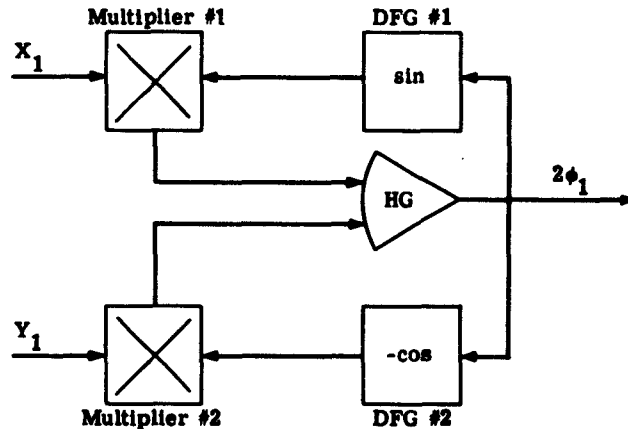 Multiplier #1
DFG #1
X1
sin
HG
2ϕ1
Y1
-cos
Multiplier #2
DFG #2